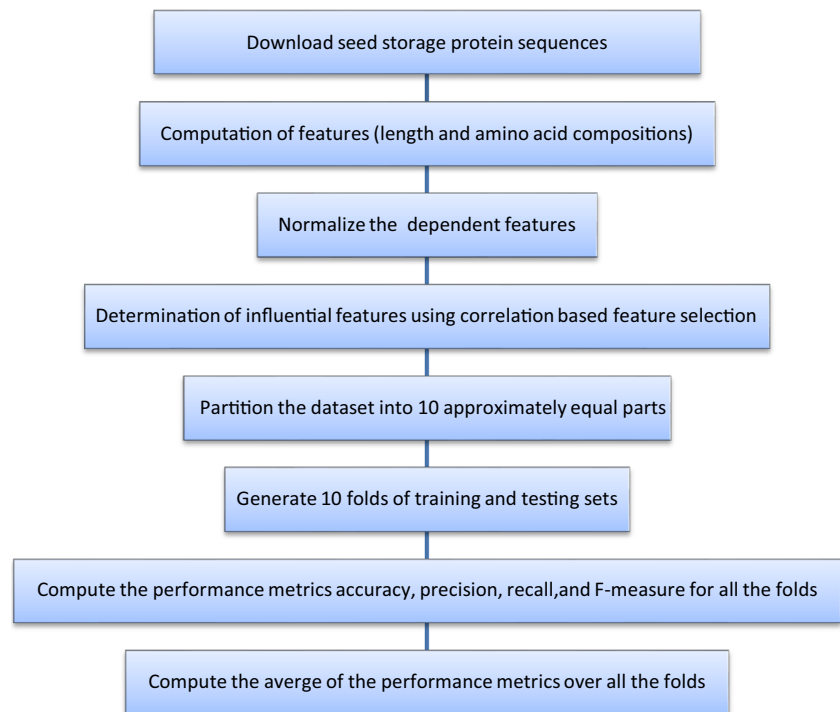 Download seed storage protein sequences
Computation of features (length and amino acid compositions)
Normalize the dependent features
Determination of influential features using correlation based feature selection
Partition the dataset into 10 approximately equal parts
Generate 10 folds of training and testing sets
Compute the performance metrics accuracy, precision, recall,and F-measure for all the folds
Compute the averge of the performance metrics over all the folds